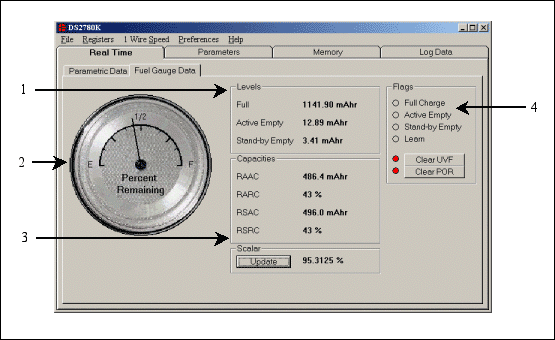 DS2780K
File Registers 1 Wire Speed Preferences Help
Real Time Parameters Memory Log Data
Parametric Data Fuel Gauge Data
1
2
3
4
1/2
E F
Percent
Remaining
Levels
Full 1141.90 mAhr
Active Empty 12.89 mAhr
Stand-by Empty 3.41 mAhr
Capacities
RAAC 486.4 mAhr
RARC 43 %
RSAC 496.0 mAhr
RSRC 43 %
Scalar
Update 95.3125 %
Flags
Full Charge
Active Empty
Stand-by Empty
Learn
Clear UVF
Clear POR